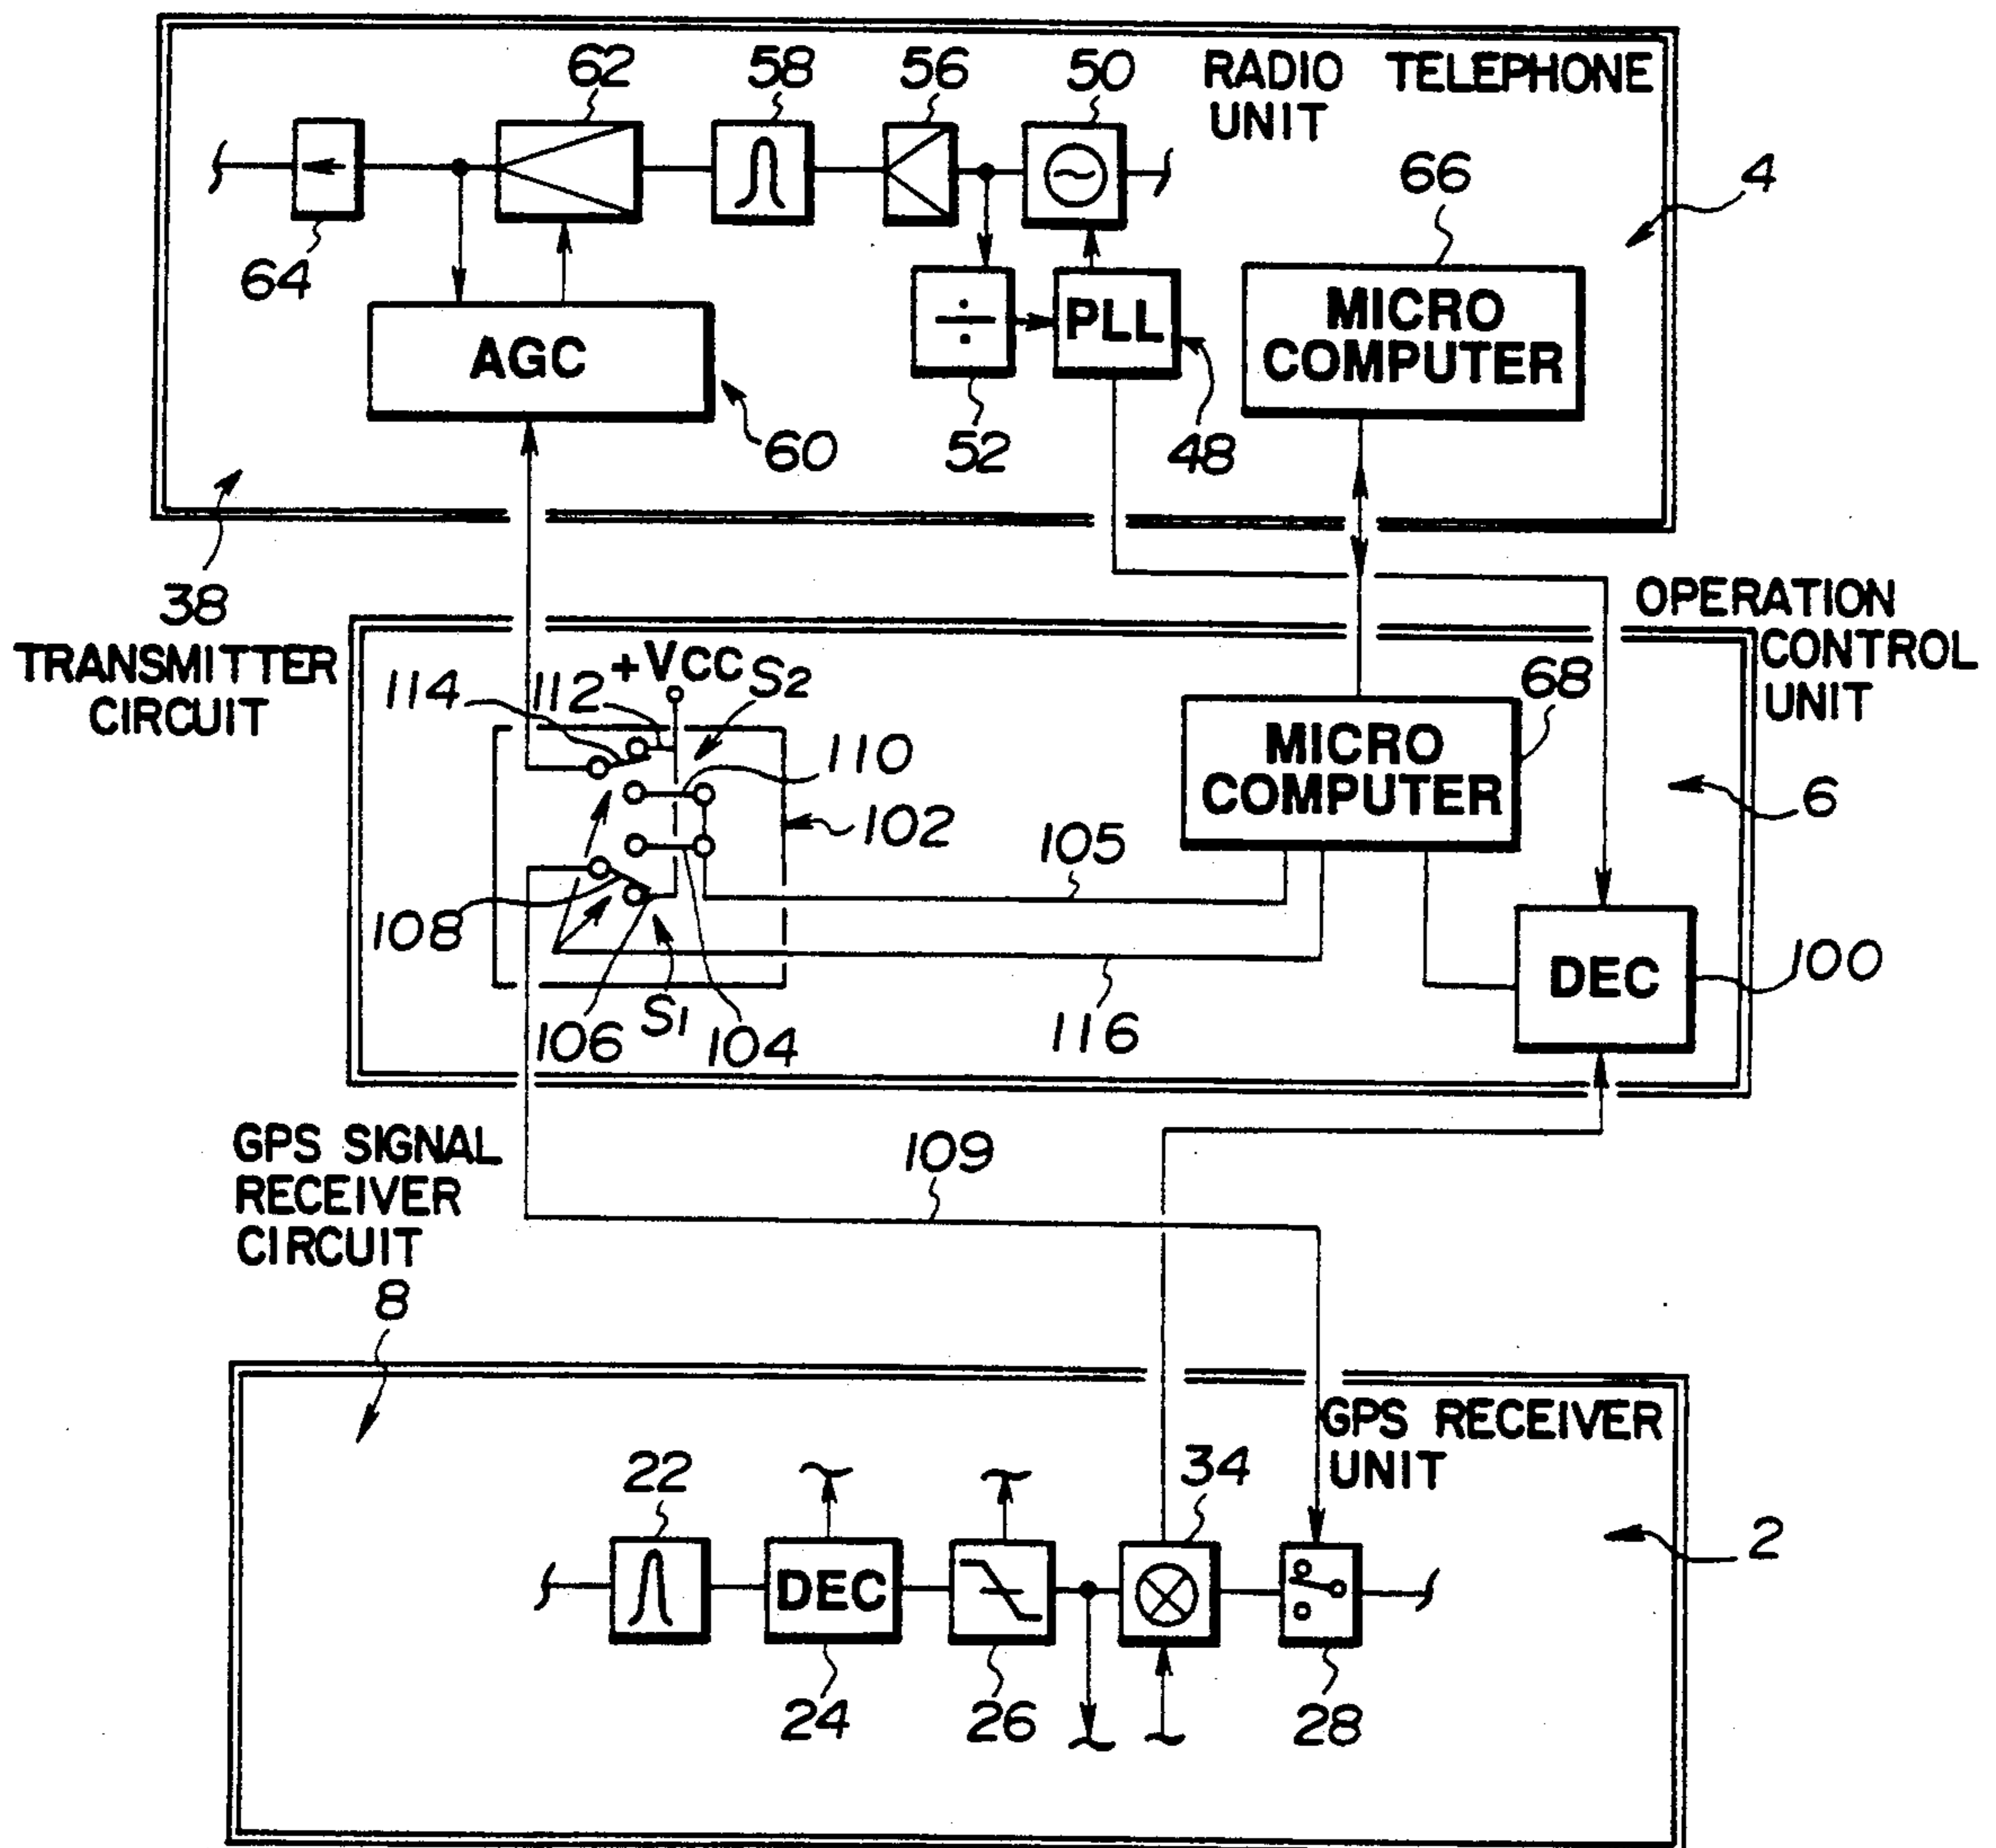 62 58 56 50 RADIO TELEPHONE
UNIT
66
4
64
AGC
÷ PLL
MICRO
COMPUTER
60
52
48
38
TRANSMITTER
CIRCUIT
OPERATION
CONTROL
UNIT
+VCC S2
114 112
110
102
68
MICRO
COMPUTER
6
105
108
DEC
100
106 S1 104
116
GPS SIGNAL
RECEIVER
CIRCUIT
109
8
GPS RECEIVER
UNIT
22
34
2
DEC
24 26 28